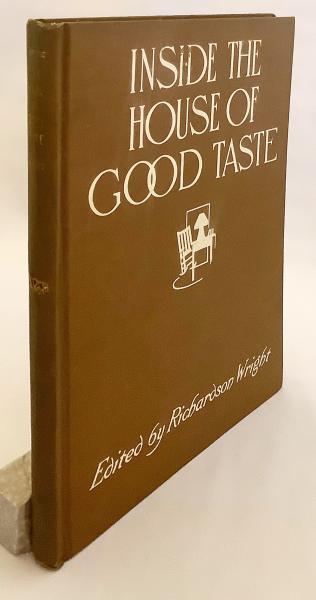 INSIDE THE
HOUSE OF
GOOD TASTE
Edited by Richardson Wright